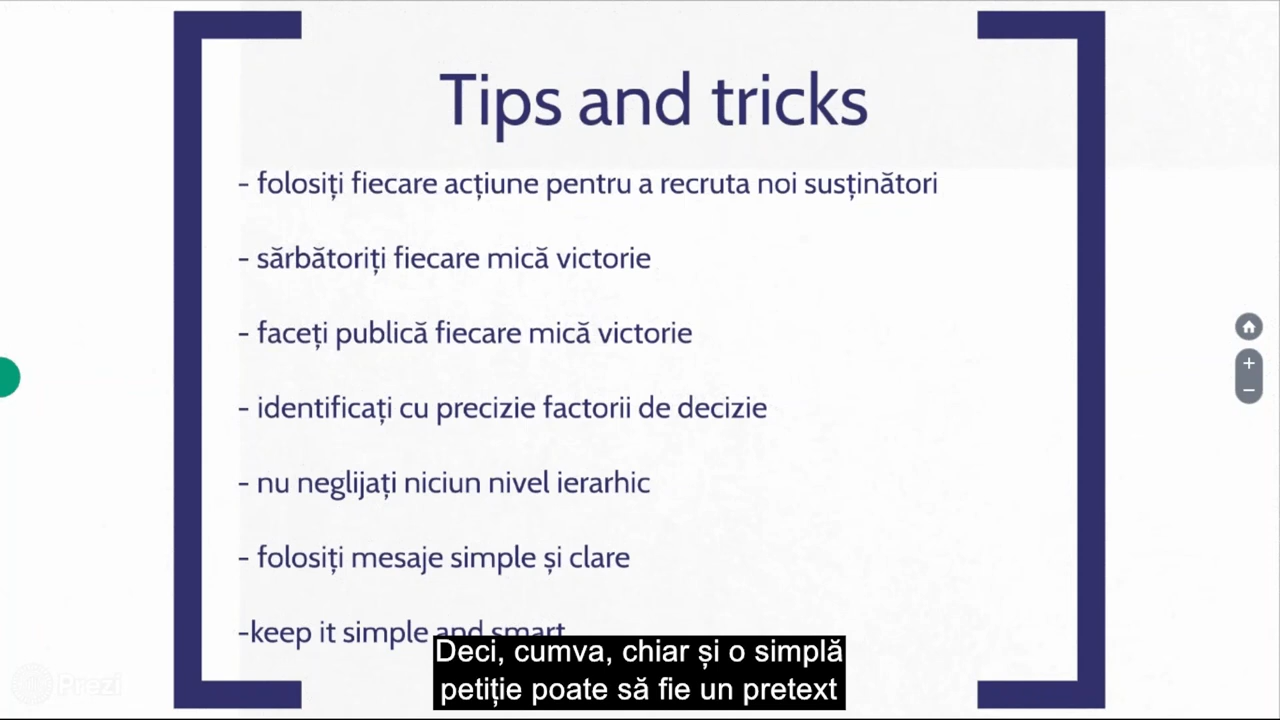 Tips and tricks
- folosiți fiecare acțiune pentru a recruta noi susținători
- sărbătoriți fiecare mică victorie
- faceți publică fiecare mică victorie
- identificați cu precizie factorii de decizie
- nu neglijați niciun nivel ierarhic
- folosiți mesaje simple și clare
-keep it simple and smart
Deci, cumva, chiar și o simplă
petiție poate să fie un pretext
Prezi